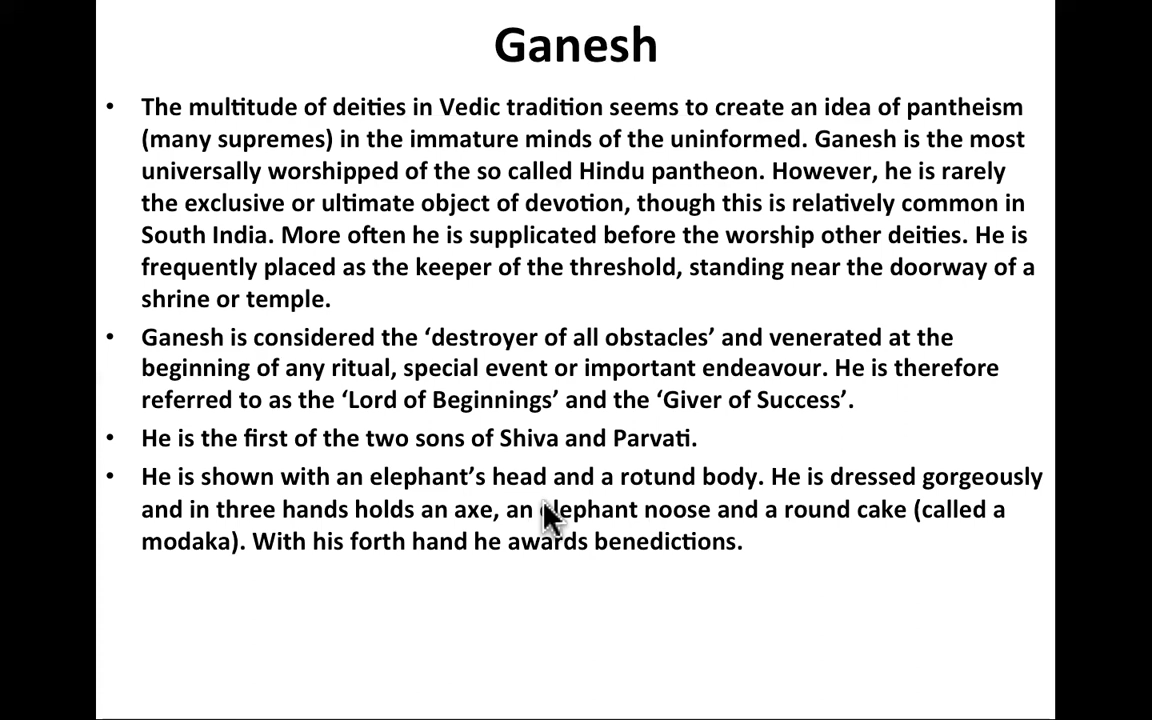 Ganesh
• The multitude of deities in Vedic tradition seems to create an idea of pantheism
(many supremes) in the immature minds of the uninformed. Ganesh is the most
universally worshipped of the so called Hindu pantheon. However, he is rarely
the exclusive or ultimate object of devotion, though this is relatively common in
South India. More often he is supplicated before the worship other deities. He is
frequently placed as the keeper of the threshold, standing near the doorway of a
shrine or temple.
• Ganesh is considered the ‘destroyer of all obstacles’ and venerated at the
beginning of any ritual, special event or important endeavour. He is therefore
referred to as the ‘Lord of Beginnings’ and the ‘Giver of Success’.
• He is the first of the two sons of Shiva and Parvati.
• He is shown with an elephant’s head and a rotund body. He is dressed gorgeously
and in three hands holds an axe, an elephant noose and a round cake (called a
modaka). With his forth hand he awards benedictions.